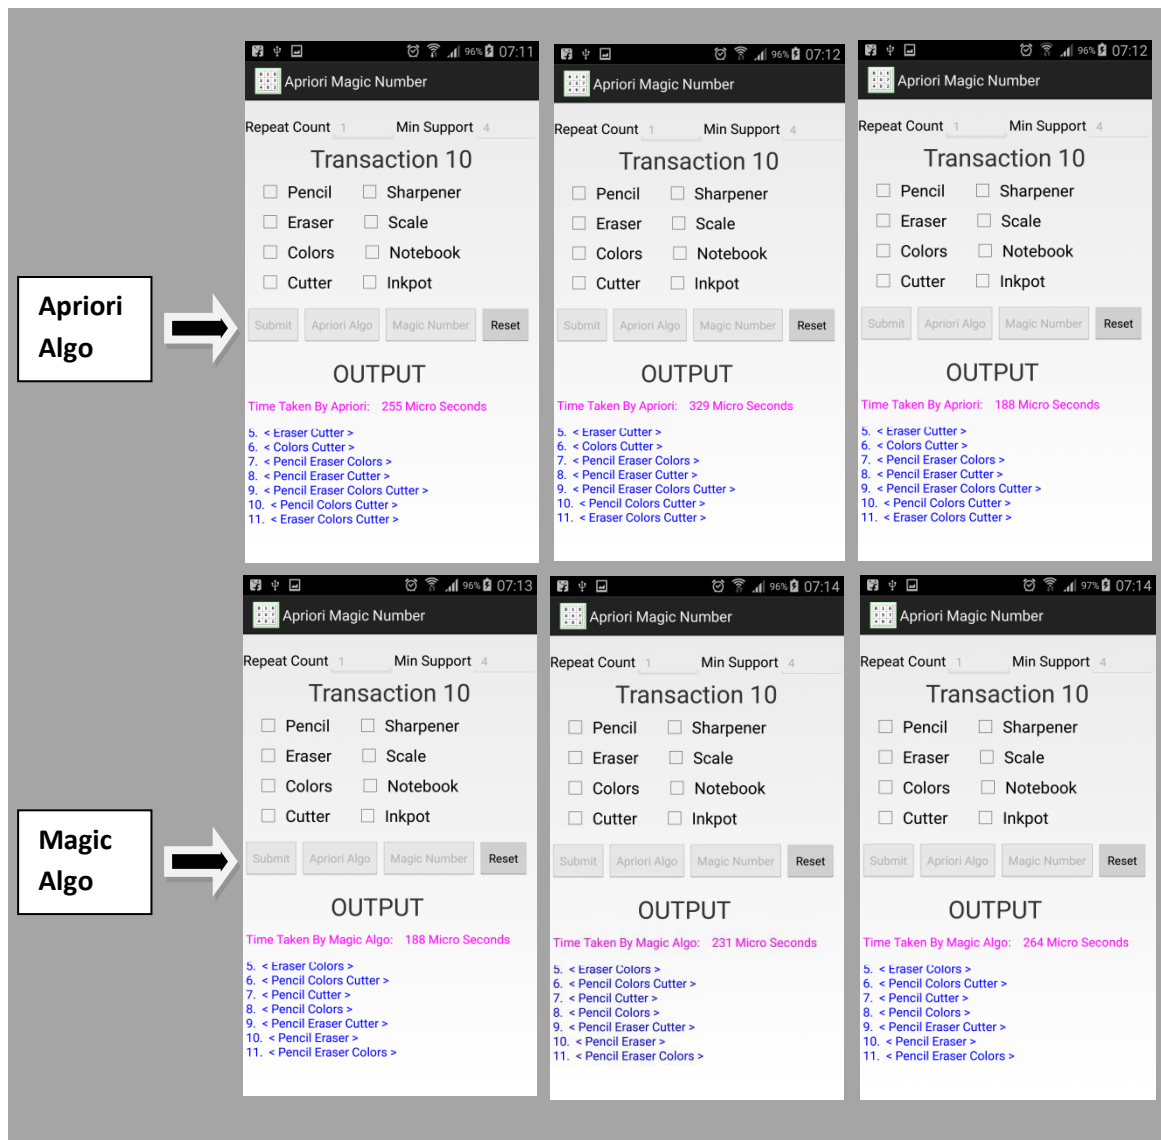 Apriori
Algo
96% 07:11
Apriori Magic Number
Repeat Count 1 Min Support 4
Transaction 10
Pencil Sharpener
Eraser Scale
Colors Notebook
Cutter Inkpot
Submit Apriori Algo Magic Number Reset
OUTPUT
Time Taken By Apriori: 255 Micro Seconds
5. < Eraser Cutter >
6. < Colors Cutter >
7. < Pencil Eraser Colors >
8. < Pencil Eraser Cutter >
9. < Pencil Eraser Colors Cutter >
10. < Pencil Colors Cutter >
11. < Eraser Colors Cutter >
96% 07:12
Apriori Magic Number
Repeat Count 1 Min Support 4
Transaction 10
Pencil Sharpener
Eraser Scale
Colors Notebook
Cutter Inkpot
Submit Apriori Algo Magic Number Reset
OUTPUT
Time Taken By Apriori: 329 Micro Seconds
5. < Eraser Cutter >
6. < Colors Cutter >
7. < Pencil Eraser Colors >
8. < Pencil Eraser Cutter >
9. < Pencil Eraser Colors Cutter >
10. < Pencil Colors Cutter >
11. < Eraser Colors Cutter >
96% 07:12
Apriori Magic Number
Repeat Count 1 Min Support 4
Transaction 10
Pencil Sharpener
Eraser Scale
Colors Notebook
Cutter Inkpot
Submit Apriori Algo Magic Number Reset
OUTPUT
Time Taken By Apriori: 188 Micro Seconds
5. < Eraser Cutter >
6. < Colors Cutter >
7. < Pencil Eraser Colors >
8. < Pencil Eraser Cutter >
9. < Pencil Eraser Colors Cutter >
10. < Pencil Colors Cutter >
11. < Eraser Colors Cutter >
Magic
Algo
96% 07:13
Apriori Magic Number
Repeat Count 1 Min Support 4
Transaction 10
Pencil Sharpener
Eraser Scale
Colors Notebook
Cutter Inkpot
Submit Apriori Algo Magic Number Reset
OUTPUT
Time Taken By Magic Algo: 188 Micro Seconds
5. < Eraser Colors >
6. < Pencil Colors Cutter >
7. < Pencil Cutter >
8. < Pencil Colors >
9. < Pencil Eraser Cutter >
10. < Pencil Eraser >
11. < Pencil Eraser Colors >
96% 07:14
Apriori Magic Number
Repeat Count 1 Min Support 4
Transaction 10
Pencil Sharpener
Eraser Scale
Colors Notebook
Cutter Inkpot
Submit Apriori Algo Magic Number Reset
OUTPUT
Time Taken By Magic Algo: 231 Micro Seconds
5. < Eraser Colors >
6. < Pencil Colors Cutter >
7. < Pencil Cutter >
8. < Pencil Colors >
9. < Pencil Eraser Cutter >
10. < Pencil Eraser >
11. < Pencil Eraser Colors >
97% 07:14
Apriori Magic Number
Repeat Count 1 Min Support 4
Transaction 10
Pencil Sharpener
Eraser Scale
Colors Notebook
Cutter Inkpot
Submit Apriori Algo Magic Number Reset
OUTPUT
Time Taken By Magic Algo: 264 Micro Seconds
5. < Eraser Colors >
6. < Pencil Colors Cutter >
7. < Pencil Cutter >
8. < Pencil Colors >
9. < Pencil Eraser Cutter >
10. < Pencil Eraser >
11. < Pencil Eraser Colors >